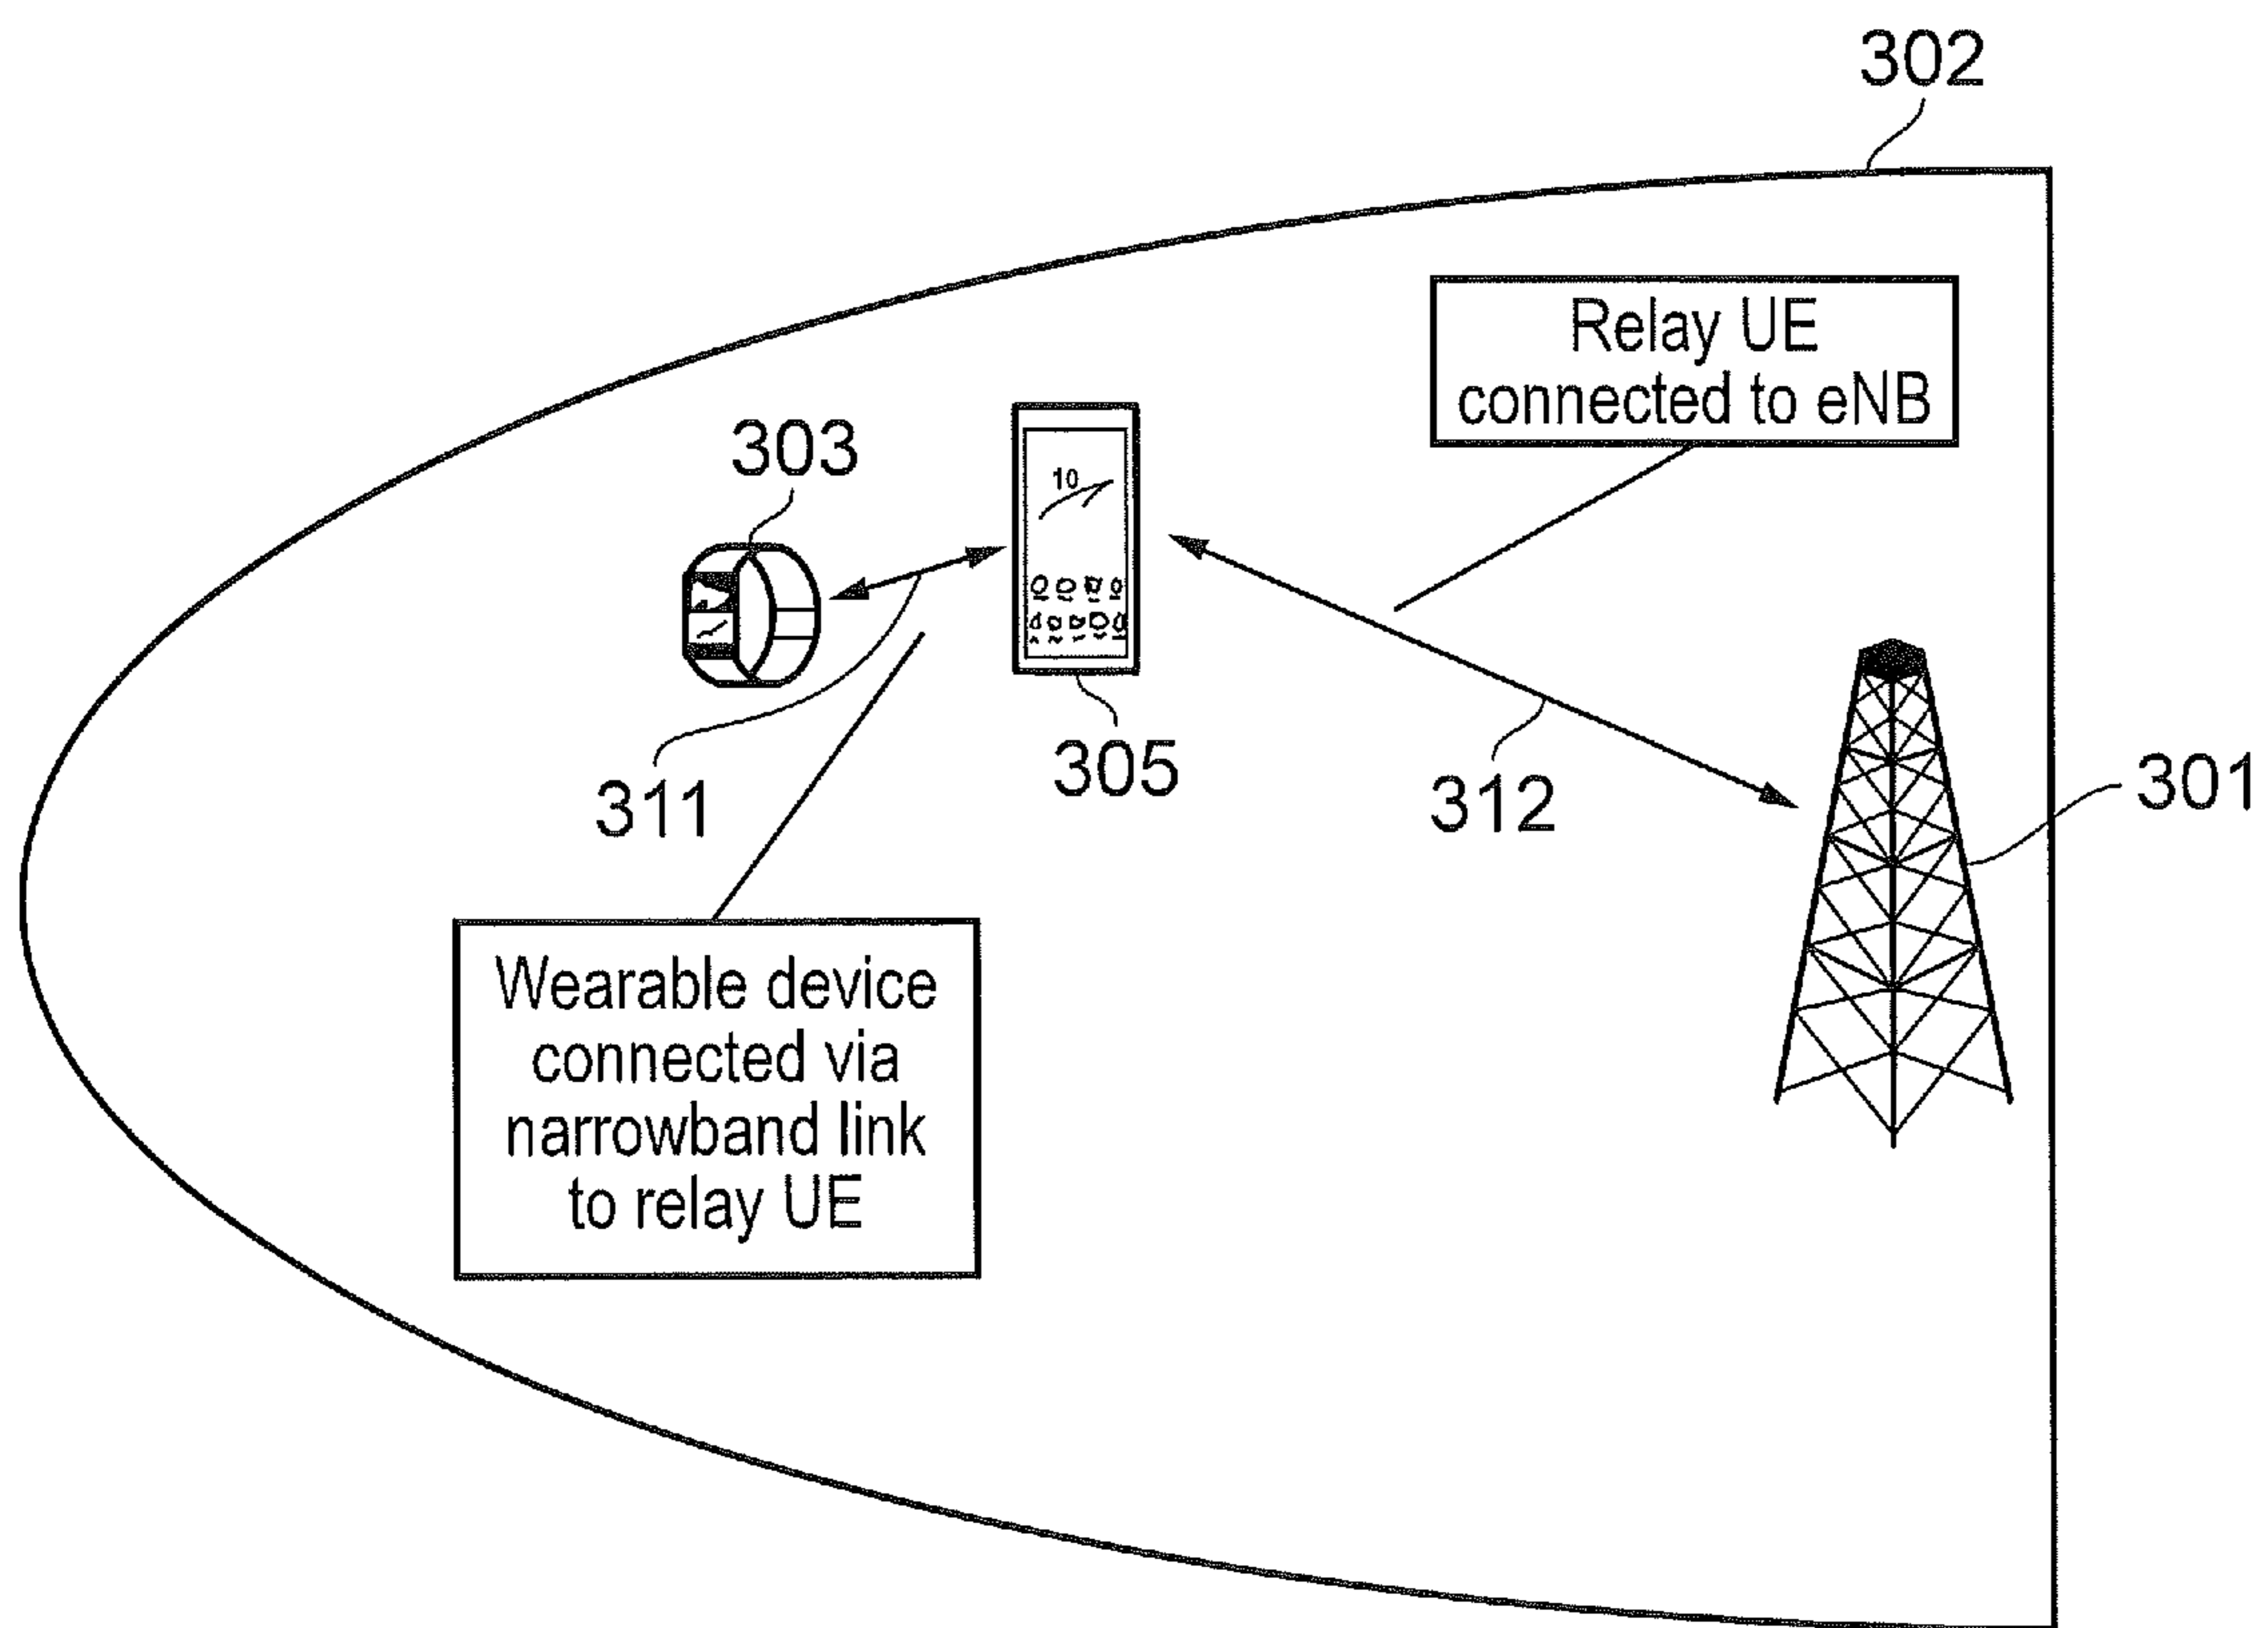 302
Relay UE
connected to eNB
303
10
305
311
312
301
Wearable device
connected via
narrowband link
to relay UE